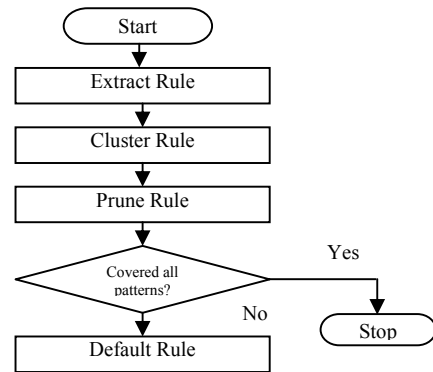 Start
Extract Rule
Cluster Rule
Prune Rule
Covered all
patterns?
Yes
No
Stop
Default Rule